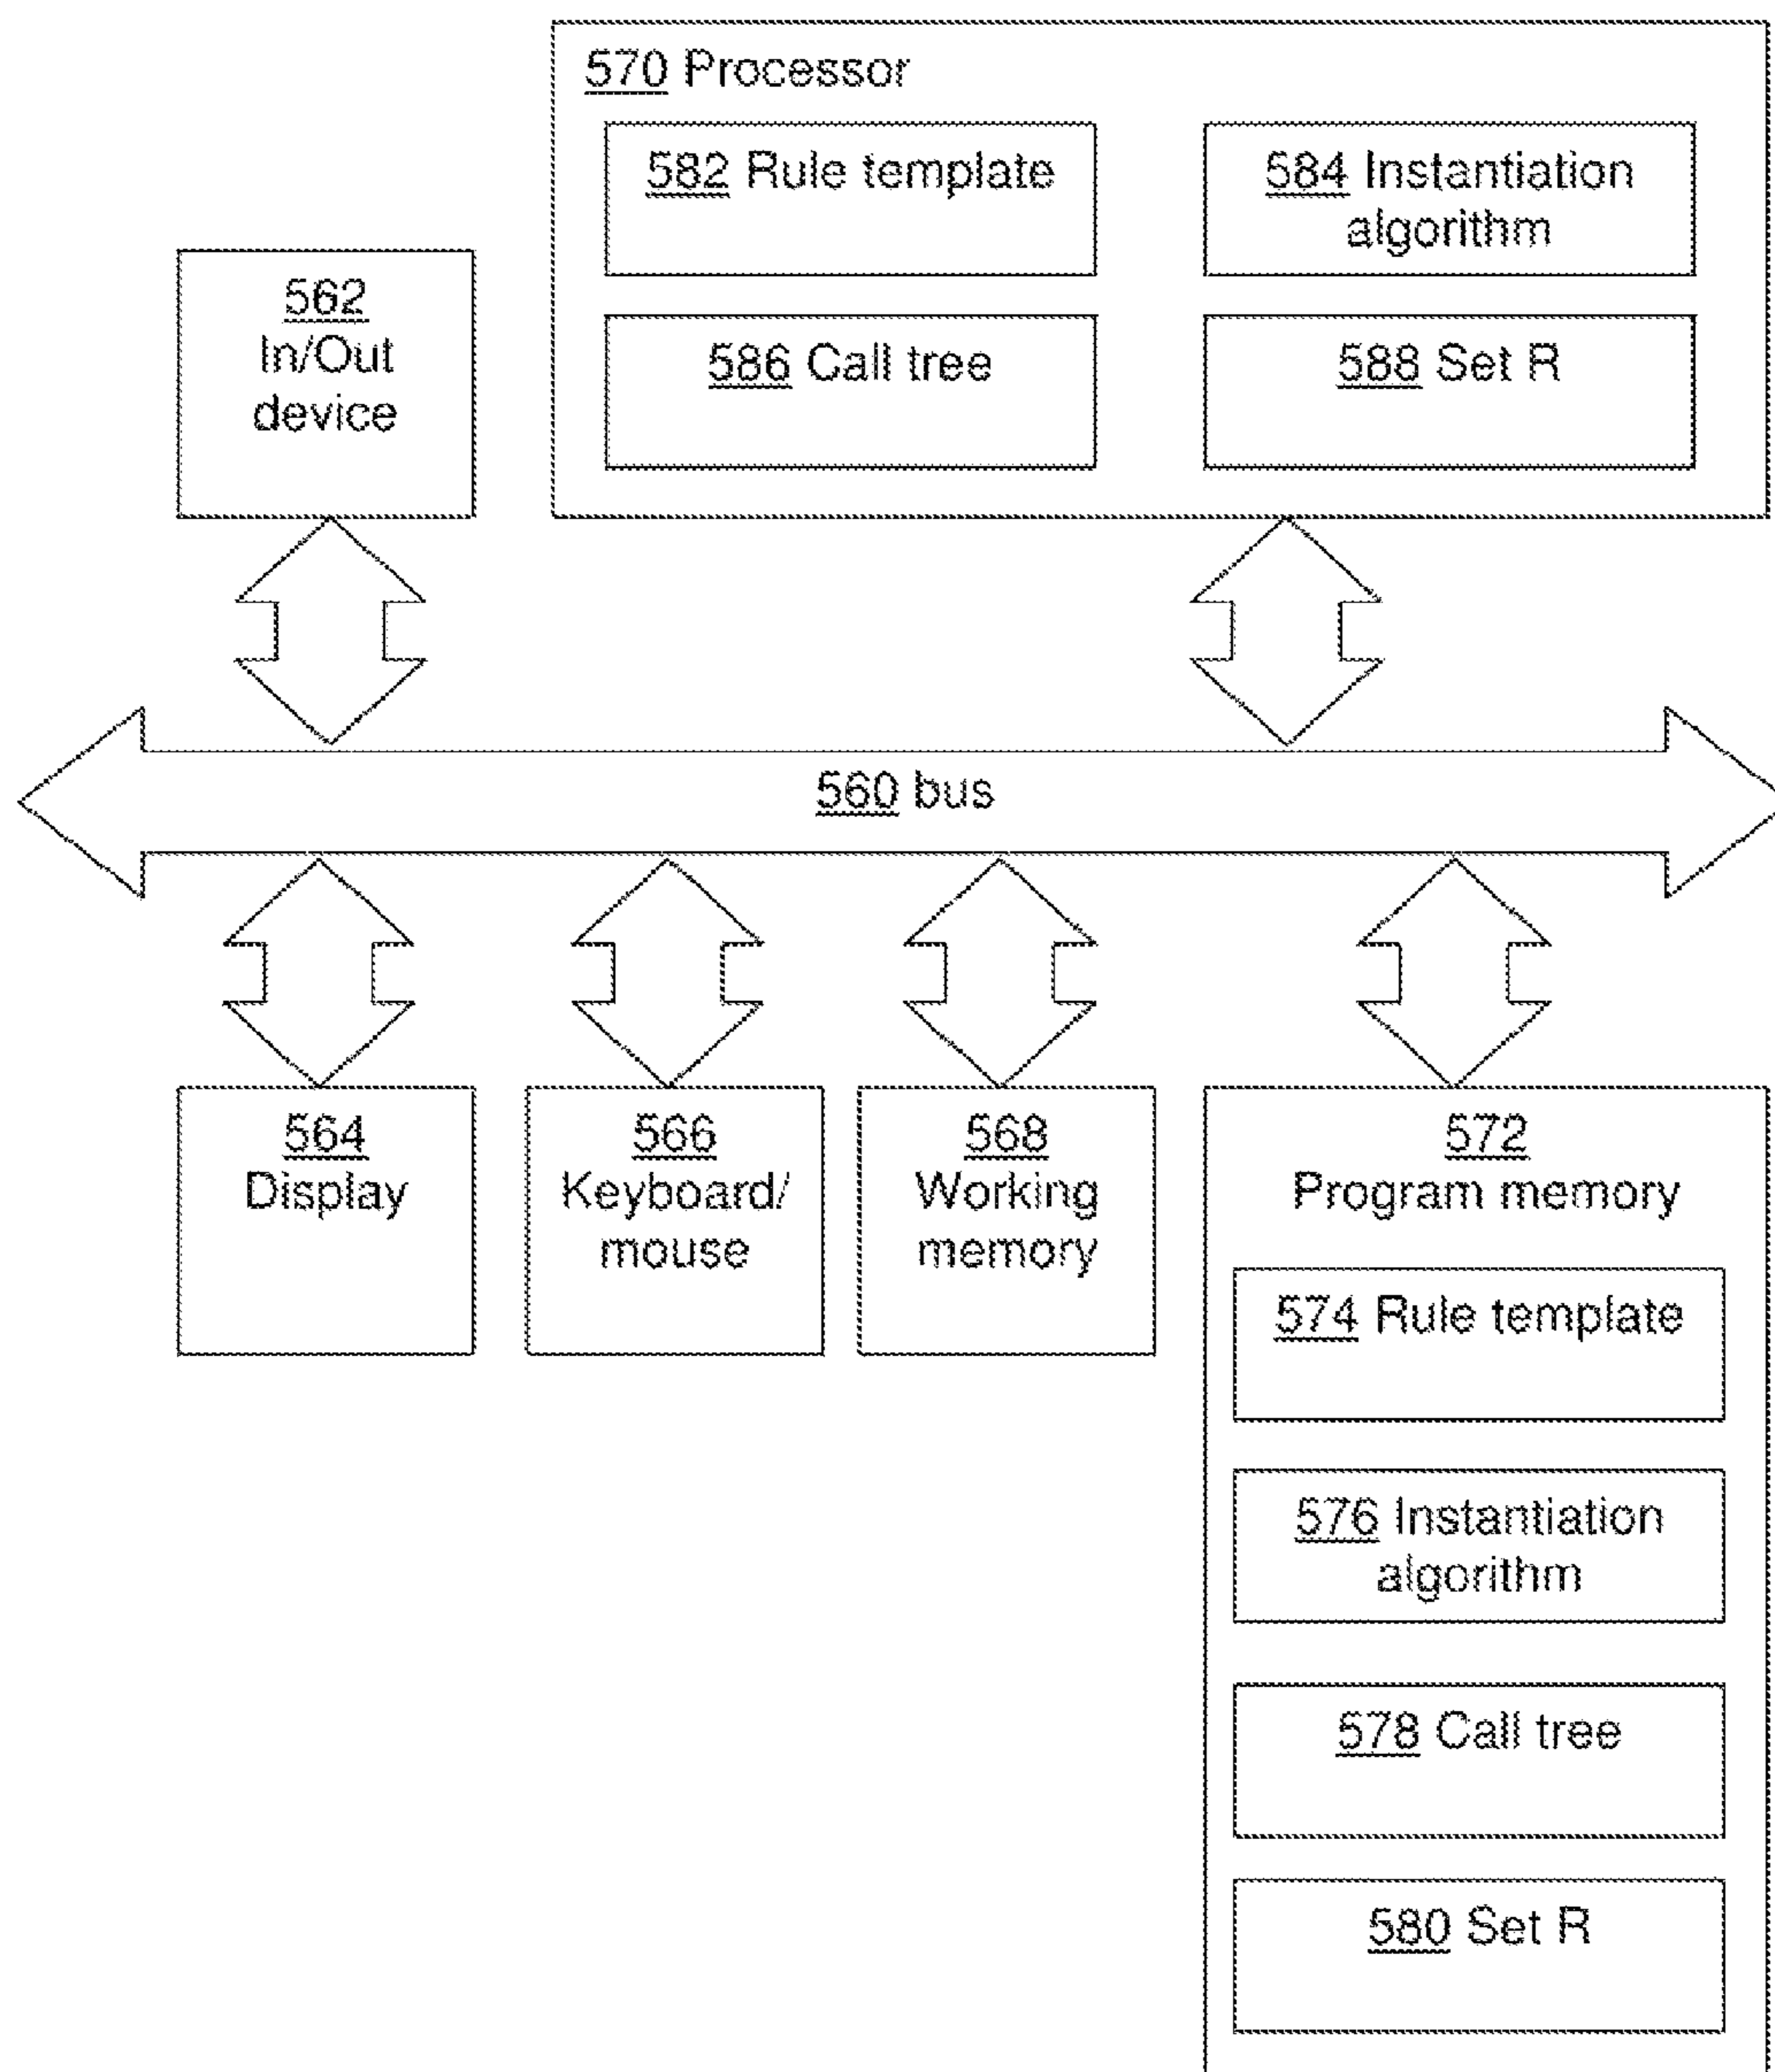 570 Processor
582 Rule template
584 Instantiation
algorithm
586 Call tree
588 Set R
562
In/Out
device
560 bus
564
Display
566
Keyboard/
mouse
568
Working
memory
572
Program memory
574 Rule template
576 Instantiation
algorithm
578 Call tree
580 Set R